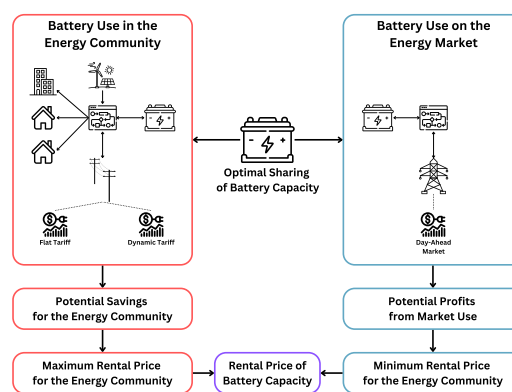 Battery Use in the
Energy Community
Battery Use on the
Energy Market
Optimal Sharing
of Battery Capacity
Flat Tariff
Dynamic Tariff
Day-Ahead
Market
Potential Savings
for the Energy Community
Potential Profits
from Market Use
Maximum Rental Price
for the Energy Community
Rental Price of
Battery Capacity
Minimum Rental Price
for the Energy Community